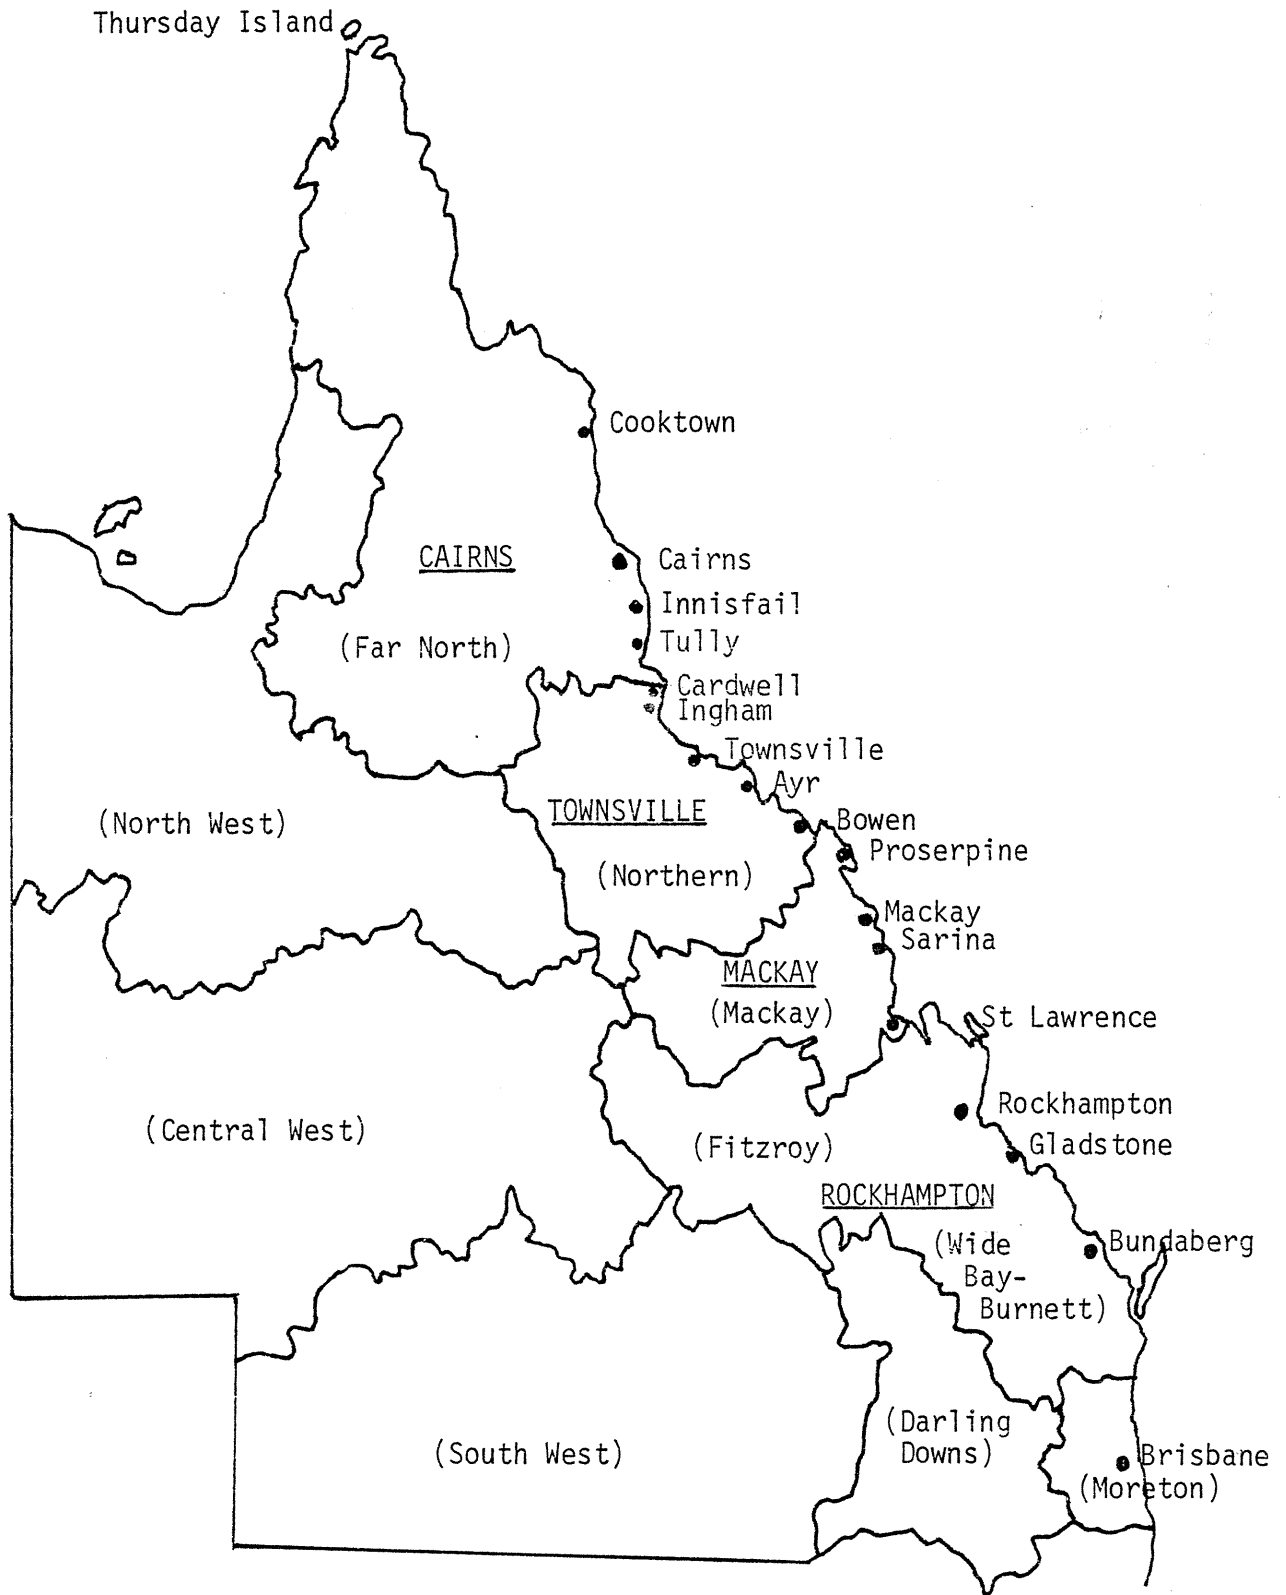 Thursday Island
Cooktown
CAIRNS
Cairns
Innisfail
(Far North)
Tully
Cardwell
Ingham
Townsville
Ayr
TOWNSVILLE
(North West)
Bowen
Proserpine
(Northern)
Mackay
Sarina
MACKAY
(Mackay)
St Lawrence
Rockhampton
(Central West)
(Fitzroy)
Gladstone
ROCKHAMPTON
(Wide
Bay-
Burnett)
Bundaberg
(Darling
Downs)
(South West)
Brisbane
(Moreton)